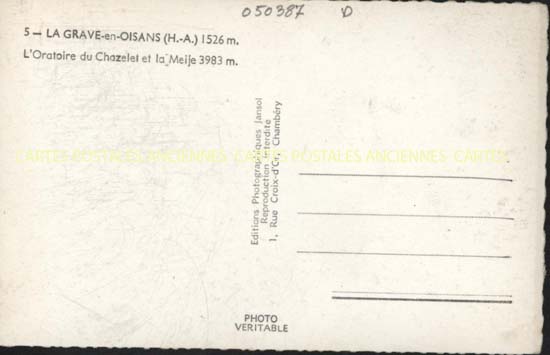 050387 D
5 — LA GRAVE-en-OISANS (H.-A.) 1526 m.
L'Oratoire du Chazelet et la Meije 3983 m.
CARTES POSTALES ANCIENNES CARTES POSTALES ANCIENNES CARTES
Editions Photographiques Jansol
Reproduction Interdite
1, Rue Croix-d'Or, Chambéry
PHOTO
VERITABLE